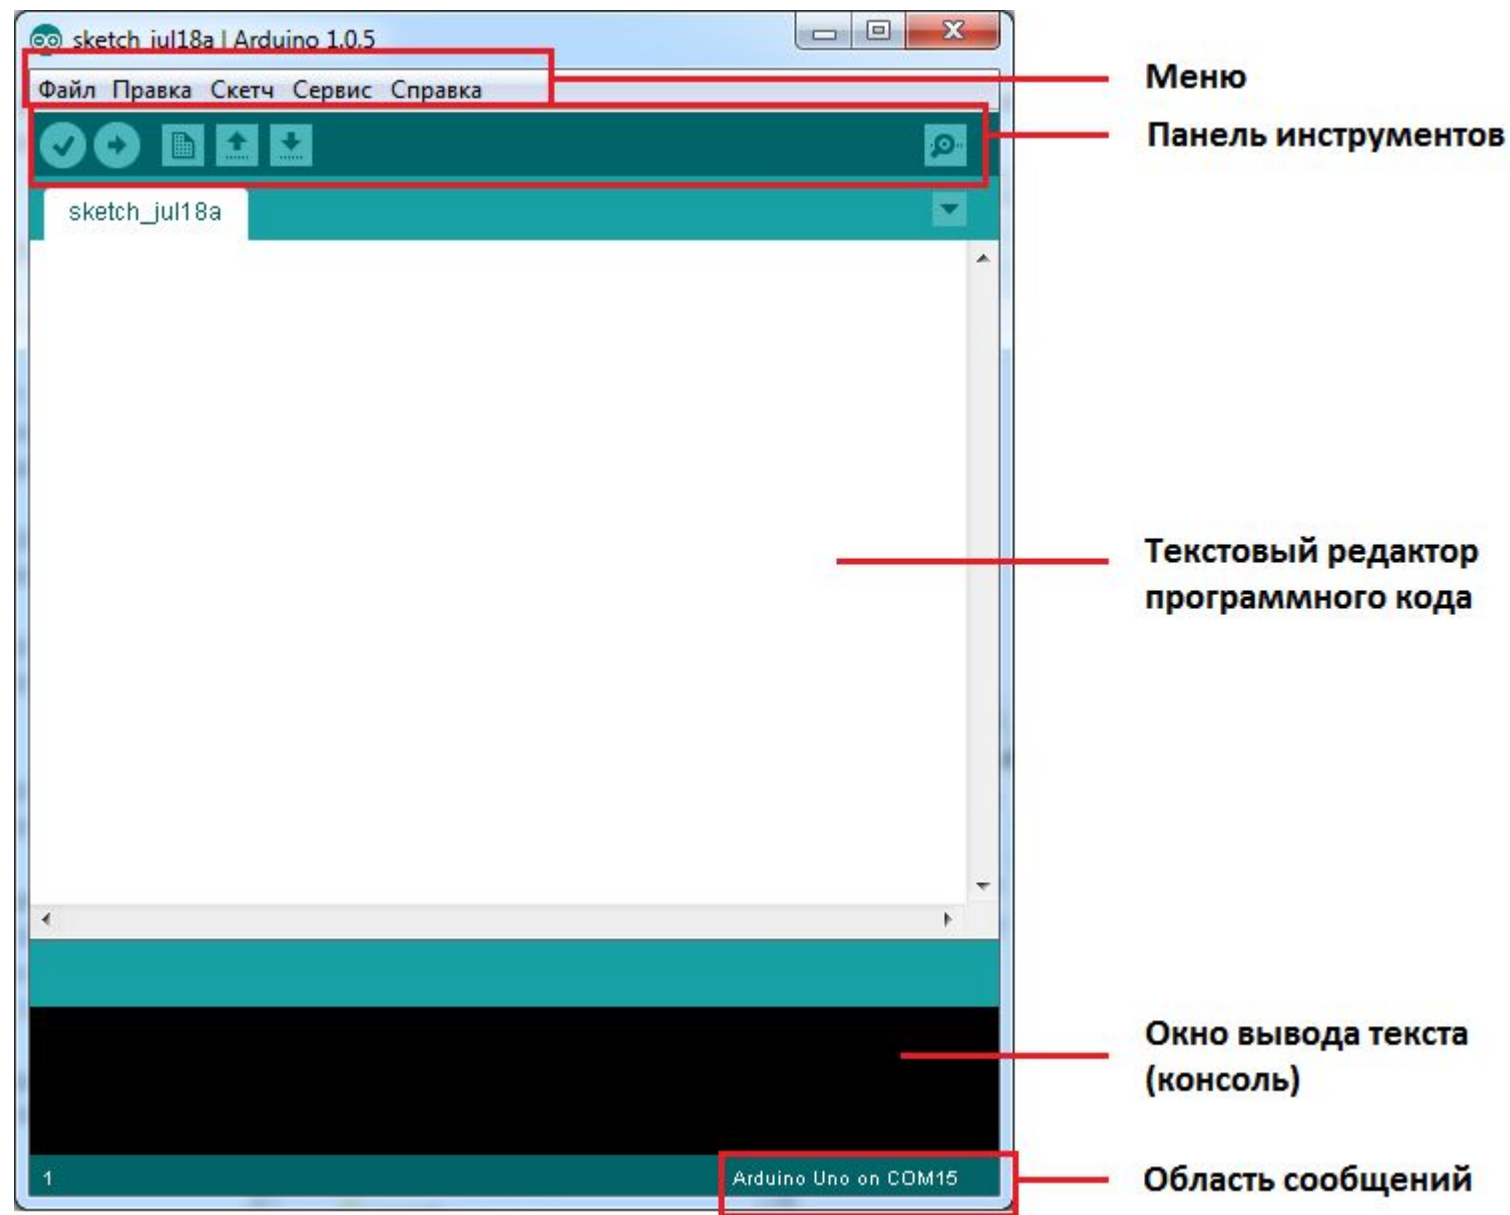 sketch_jul18a | Arduino 1.0.5
Файл Правка Скетч Сервис Справка
Меню
Панель инструментов
sketch_jul18a
Текстовый редактор
программного кода
Окно вывода текста
(консоль)
1
Arduino Uno on COM15
Область сообщений